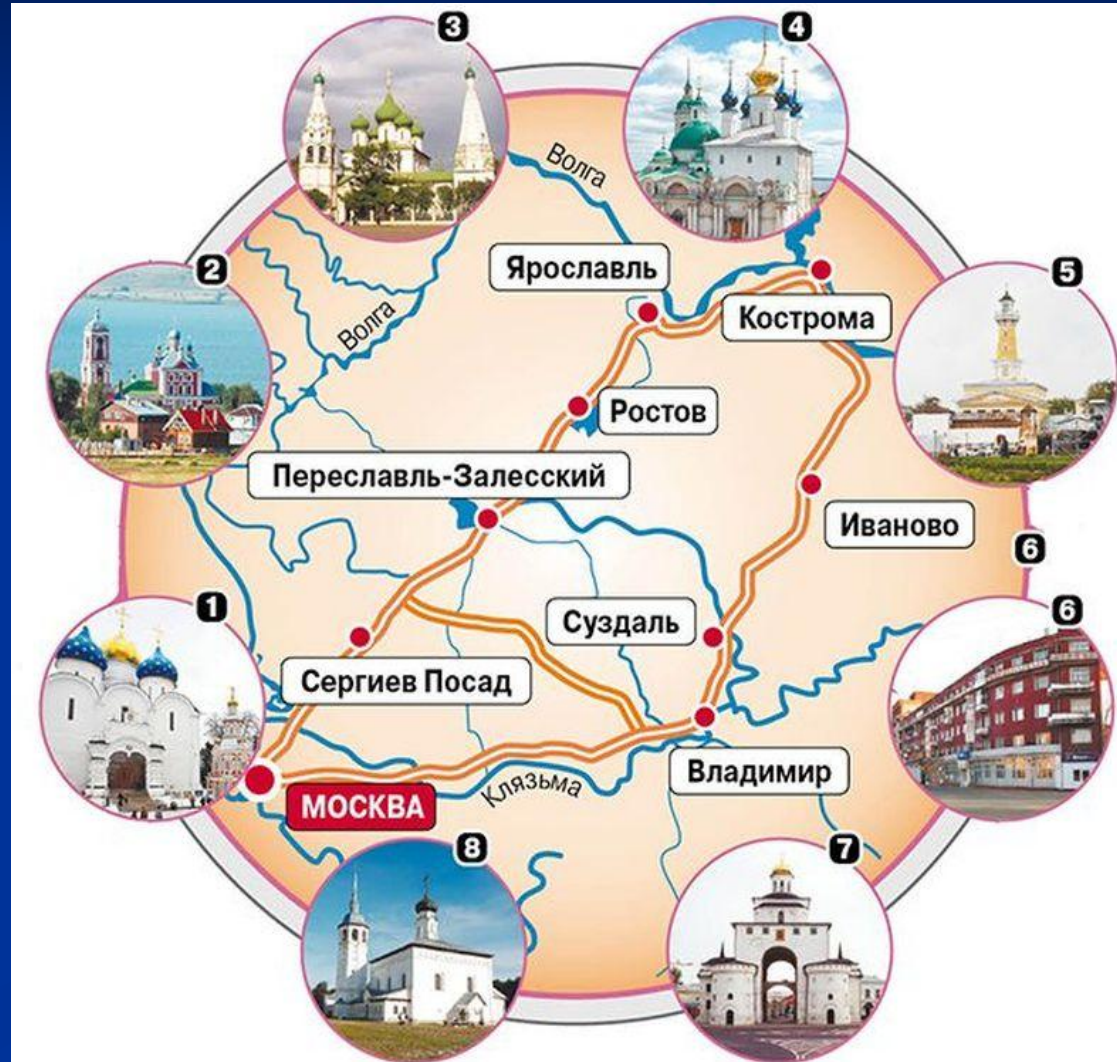 3
4
Волга
Ярославль
2
5
Волга
Кострома
Ростов
Переславль-Залесский
Иваново
6
1
Суздаль
6
Сергиев Посад
Владимир
Клязьма
МОСКВА
8
7